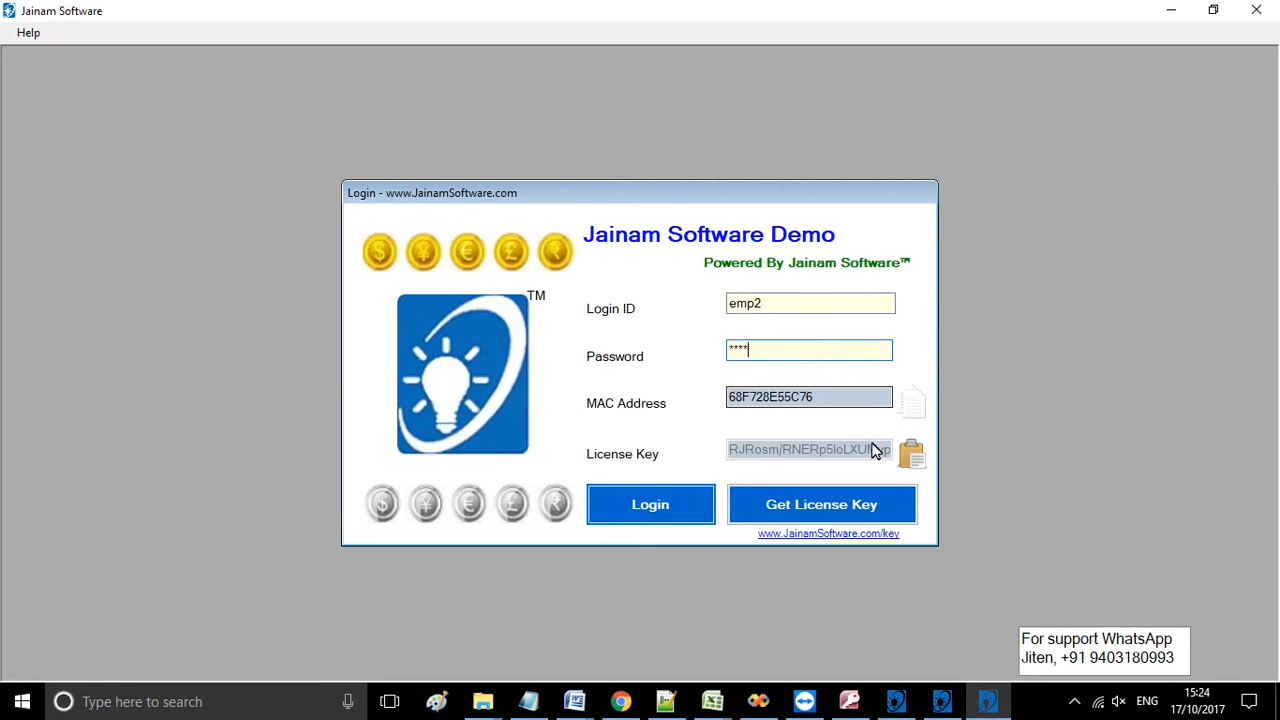 Jainam Software
Help
Login - www.JainamSoftware.com
Jainam Software Demo
Powered By Jainam Software™
TM
Login ID
emp2
Password
****
MAC Address
68F728E55C76
License Key
Login
Get License Key
www.JainamSoftware.com/key
For support WhatsApp
Jiten, +91 9403180993
Type here to search
ENG
15:24
17/10/2017